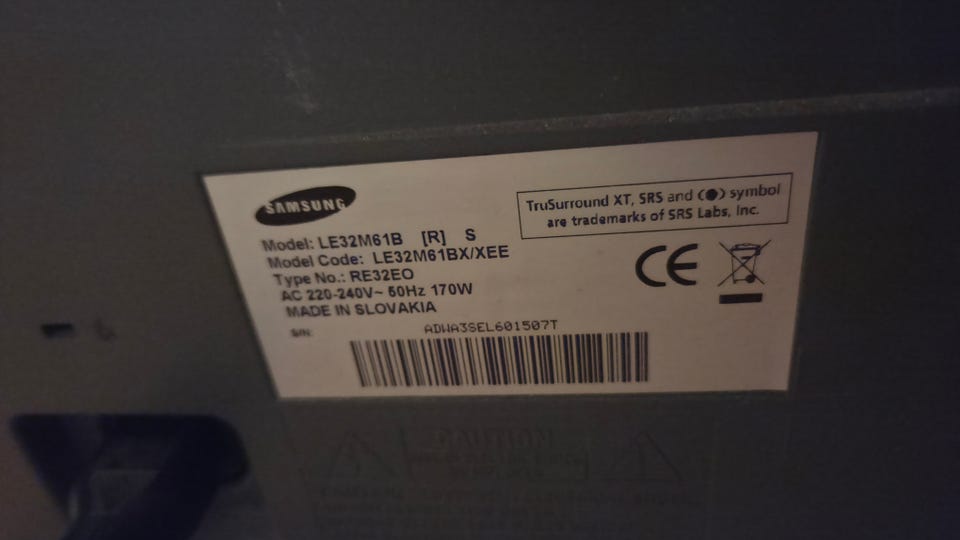 SAMSUNG
Model: LE32M61B [R] S
Model Code: LE32M61BX/XEE
Type No.: RE32EO
AC 220-240V~ 50Hz 170W
MADE IN SLOVAKIA
S/N:
ADWA3SEL601507T
TruSurround XT, SRS and (●) symbol
are trademarks of SRS Labs, Inc.
CE
CAUTION